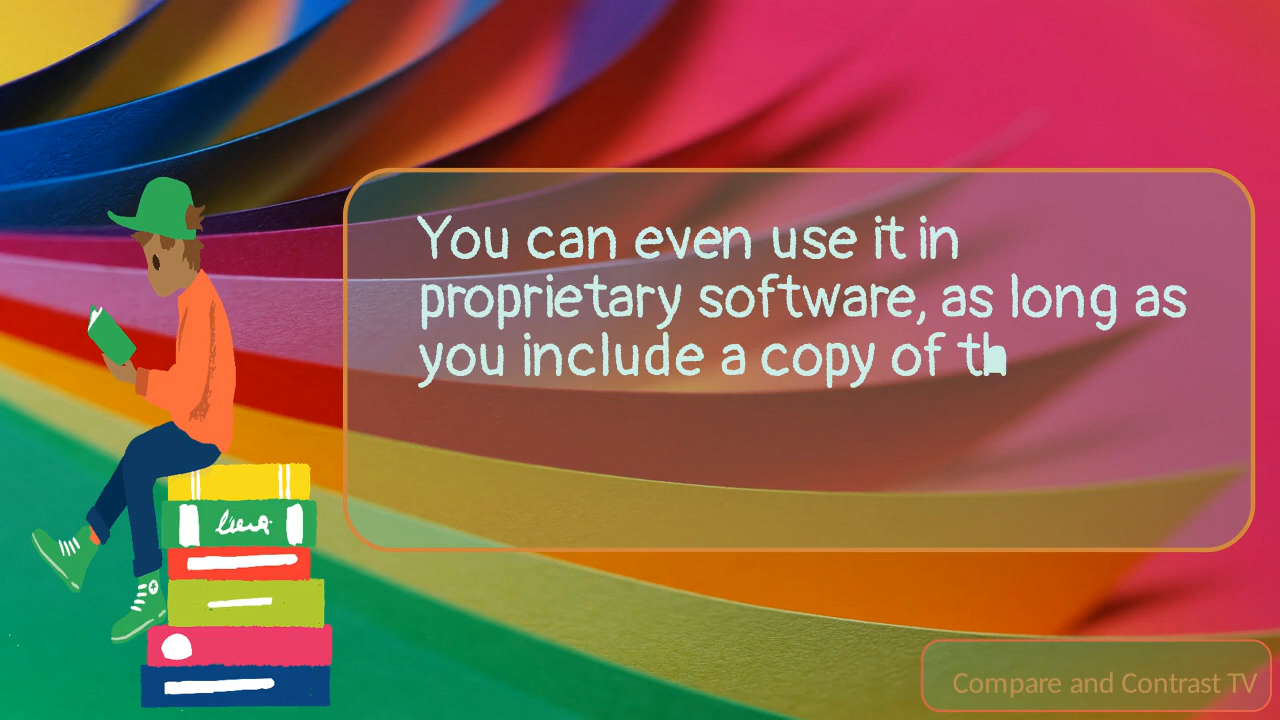 You can even use it in
proprietary software, as long as
you include a copy of th
Compare and Contrast TV